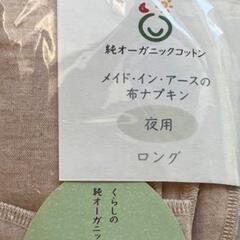 純オーガニックコットン
メイド・イン・アースの
布ナプキン
夜用
ロング
くらしの
純オーガニッ